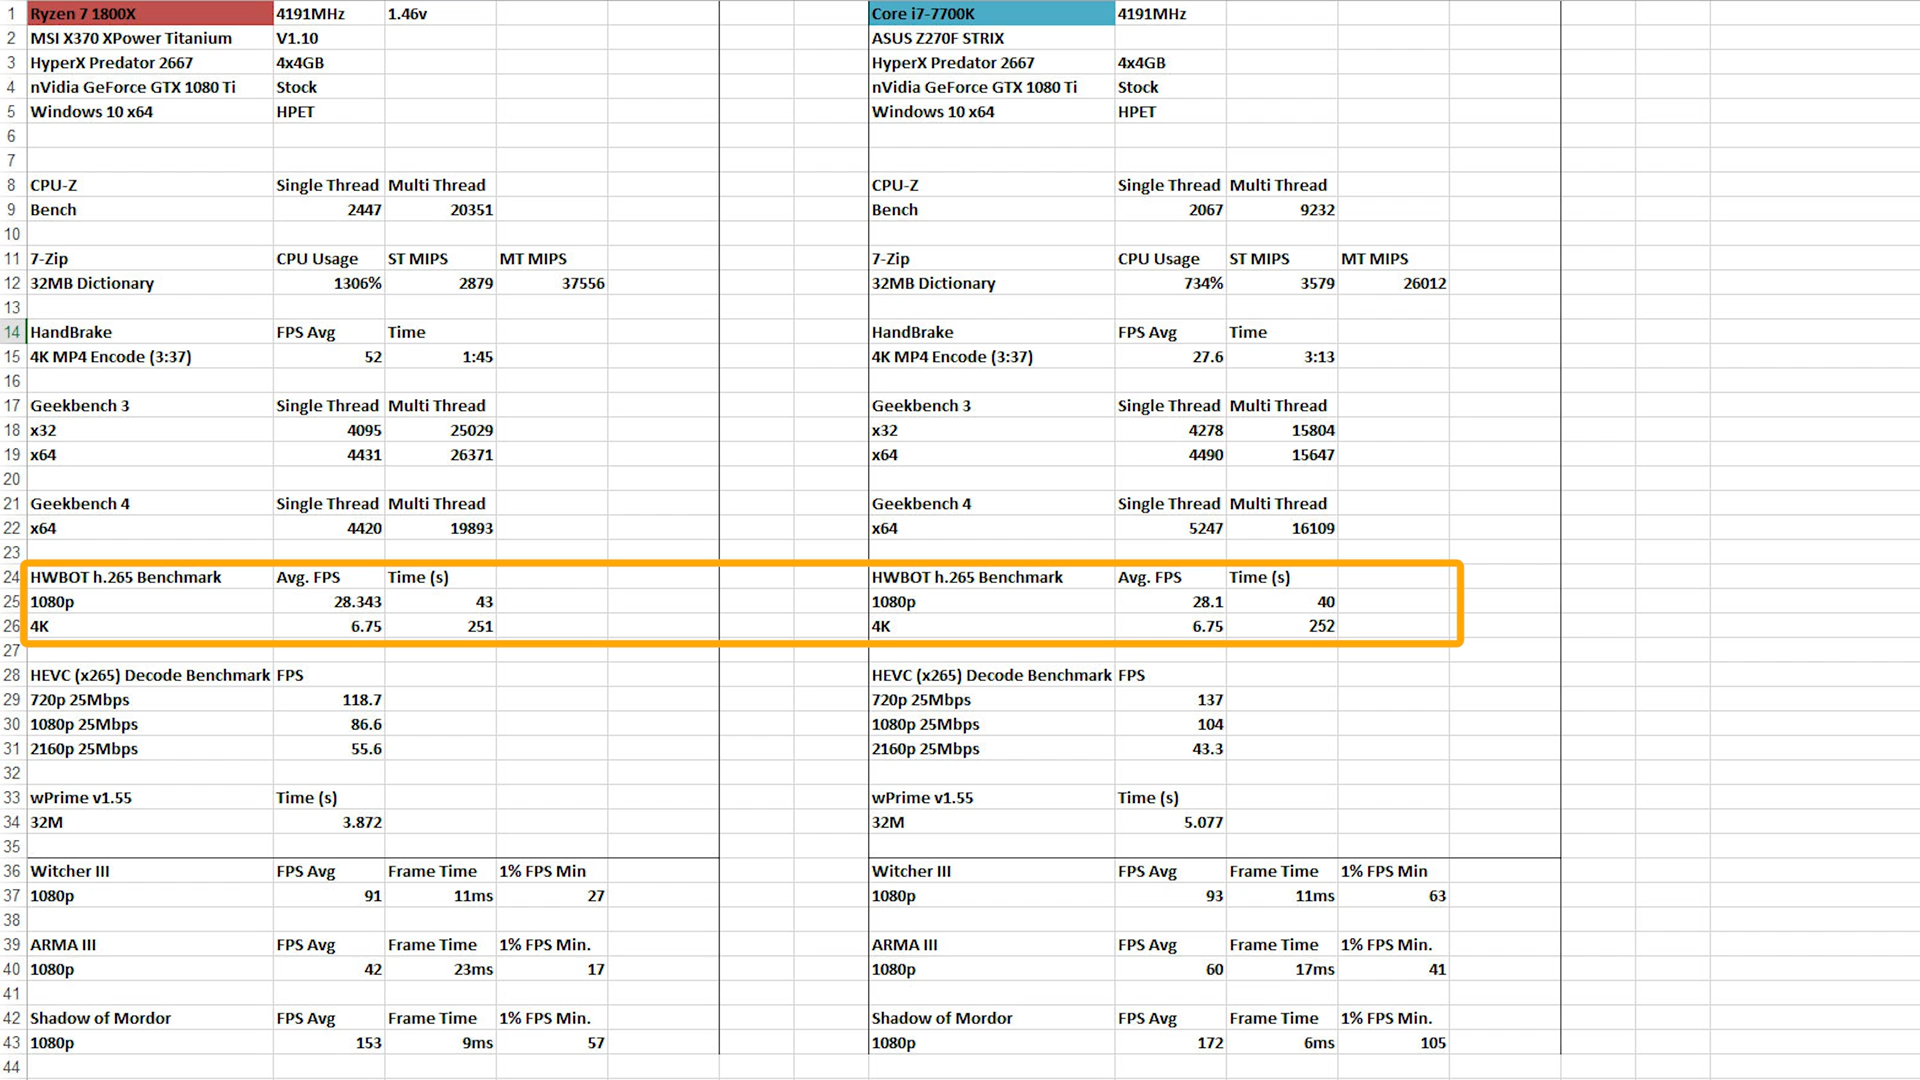 1 Ryzen 7 1800X 4191MHz 1.46v Core i7-7700K 4191MHz
2 MSI X370 XPower Titanium V1.10 ASUS Z270F STRIX
3 HyperX Predator 2667 4x4GB HyperX Predator 2667 4x4GB
4 nVidia GeForce GTX 1080 Ti Stock nVidia GeForce GTX 1080 Ti Stock
5 Windows 10 x64 HPET Windows 10 x64 HPET
6
7
8 CPU-Z Single Thread Multi Thread CPU-Z Single Thread Multi Thread
9 Bench 2447 20351 Bench 2067 9232
10
11 7-Zip CPU Usage ST MIPS MT MIPS 7-Zip CPU Usage ST MIPS MT MIPS
12 32MB Dictionary 1306% 2879 37556 32MB Dictionary 734% 3579 26012
13
14 HandBrake FPS Avg Time HandBrake FPS Avg Time
15 4K MP4 Encode (3:37) 52 1:45 4K MP4 Encode (3:37) 27.6 3:13
16
17 Geekbench 3 Single Thread Multi Thread Geekbench 3 Single Thread Multi Thread
18 x32 4095 25029 x32 4278 15804
19 x64 4431 26371 x64 4490 15647
20
21 Geekbench 4 Single Thread Multi Thread Geekbench 4 Single Thread Multi Thread
22 x64 4420 19893 x64 5247 16109
23
24 HWBOT h.265 Benchmark Avg. FPS Time (s) HWBOT h.265 Benchmark Avg. FPS Time (s)
25 1080p 28.343 43 1080p 28.1 40
26 4K 6.75 251 4K 6.75 252
27
28 HEVC (x265) Decode Benchmark FPS HEVC (x265) Decode Benchmark FPS
29 720p 25Mbps 118.7 720p 25Mbps 137
30 1080p 25Mbps 86.6 1080p 25Mbps 104
31 2160p 25Mbps 55.6 2160p 25Mbps 43.3
32
33 wPrime v1.55 Time (s) wPrime v1.55 Time (s)
34 32M 3.872 32M 5.077
35
36 Witcher III FPS Avg Frame Time 1% FPS Min Witcher III FPS Avg Frame Time 1% FPS Min
37 1080p 91 11ms 27 1080p 93 11ms 63
38
39 ARMA III FPS Avg Frame Time 1% FPS Min. ARMA III FPS Avg Frame Time 1% FPS Min.
40 1080p 42 23ms 17 1080p 60 17ms 41
41
42 Shadow of Mordor FPS Avg Frame Time 1% FPS Min. Shadow of Mordor FPS Avg Frame Time 1% FPS Min.
43 1080p 153 9ms 57 1080p 172 6ms 105
44